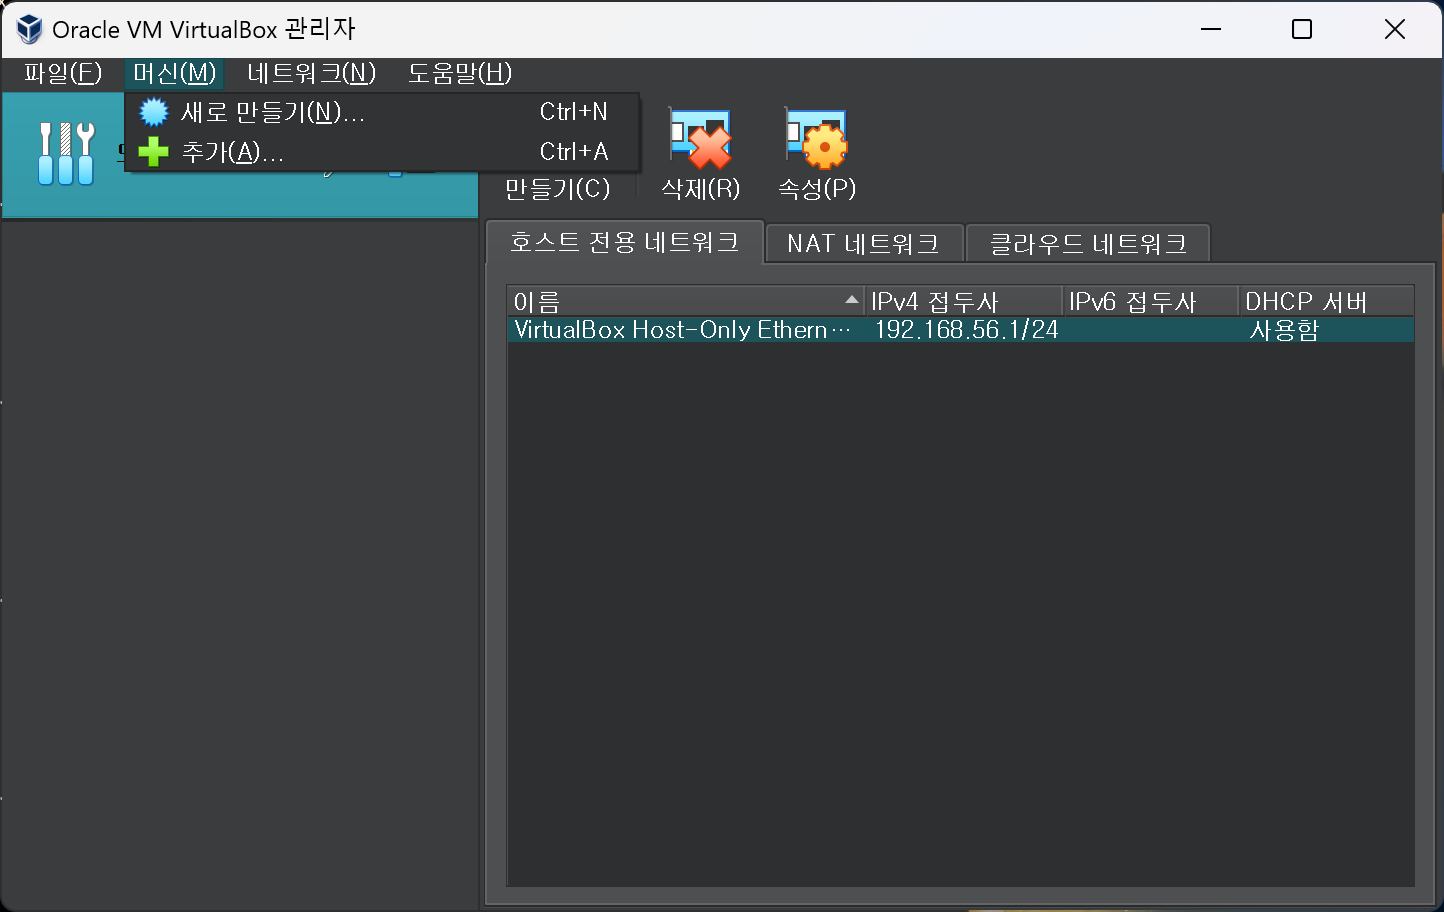 Oracle VM VirtualBox 관리자
파일(F) 머신(M) 네트워크(N) 도움말(H)
새로 만들기(N)... Ctrl+N
추가(A)... Ctrl+A
만들기(C) 삭제(R) 속성(P)
호스트 전용 네트워크 NAT 네트워크 클라우드 네트워크
이름 IPv4 접두사 IPv6 접두사 DHCP 서버
VirtualBox Host-Only Ethern⋯ 192.168.56.1/24 사용함